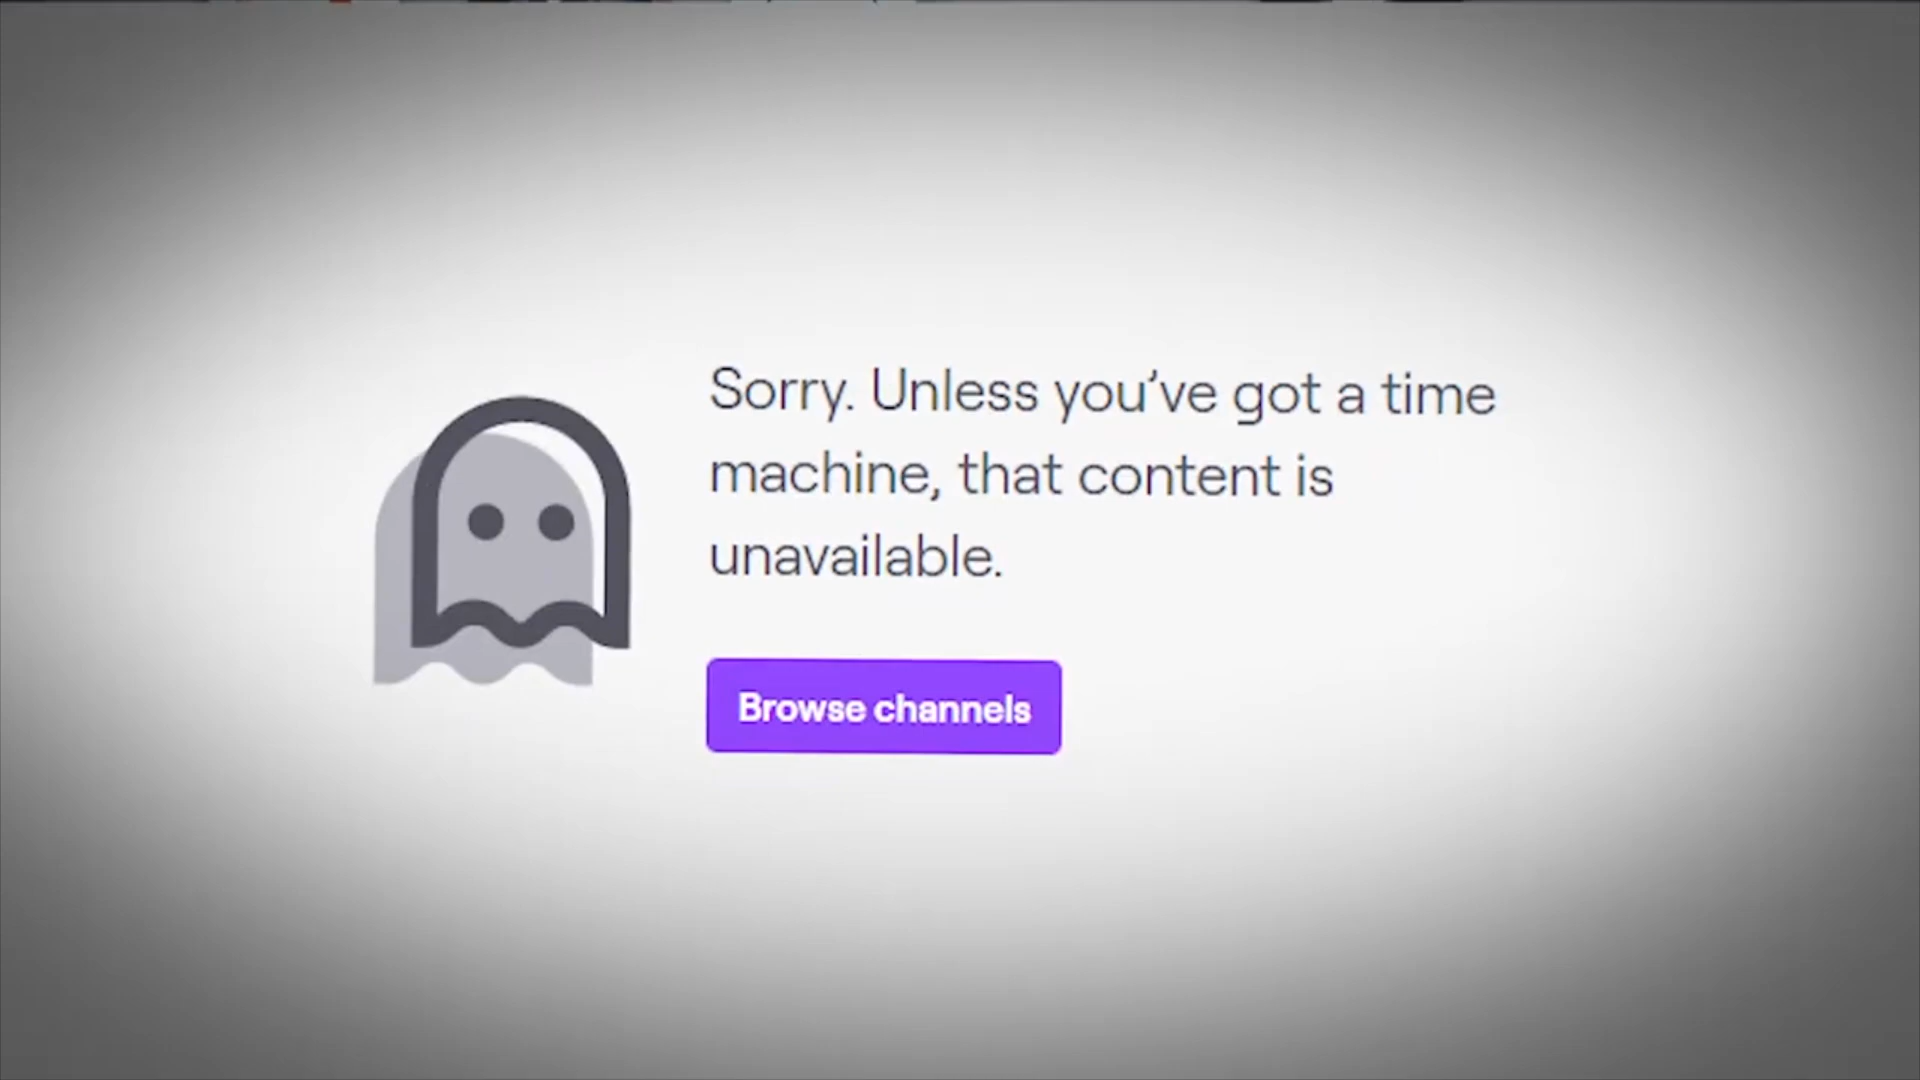 Sorry. Unless you’ve got a time
machine, that content is
unavailable.
Browse channels